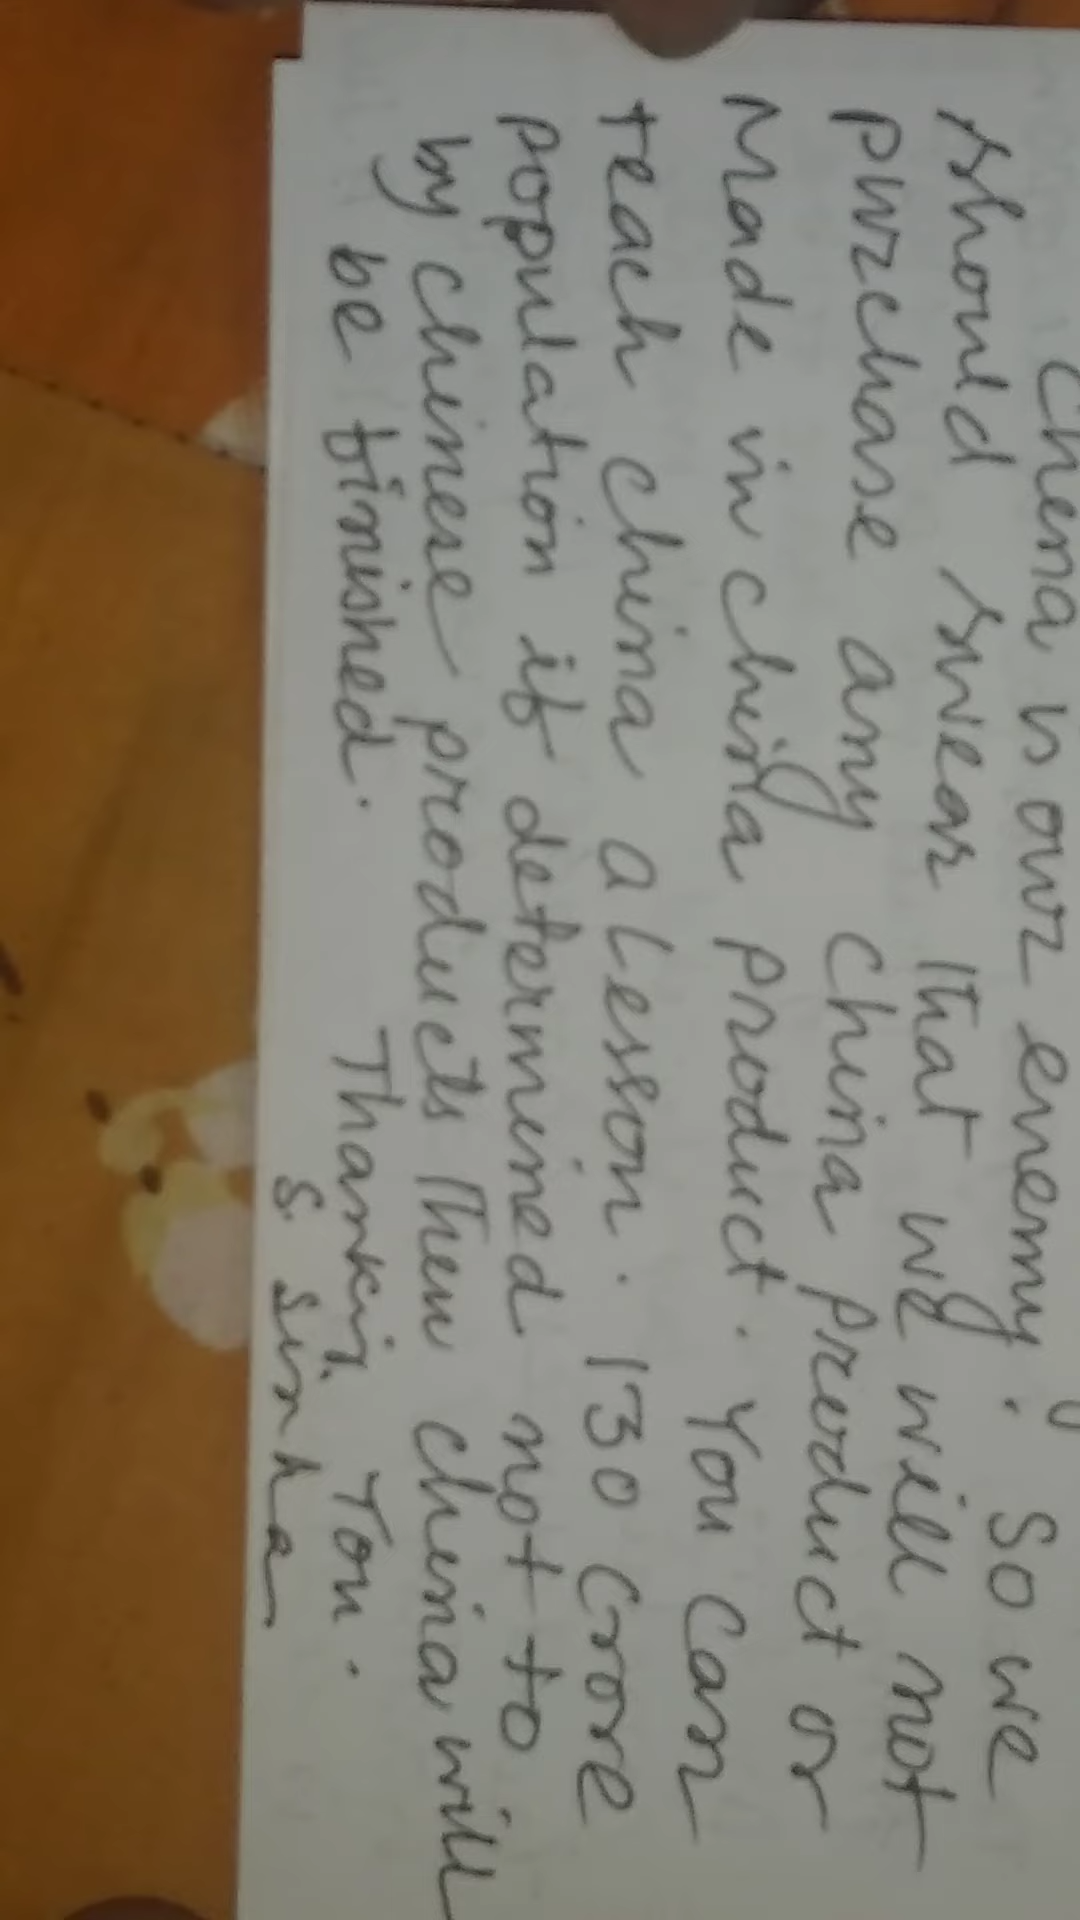 China is our enemy. So we
should swear that we will not
purchase any China product or
Made in China product. You can
teach China a lesson. 130 Crore
population if determined not to
by chinese products then China will
be finished. Thanking You.
S. Sinha